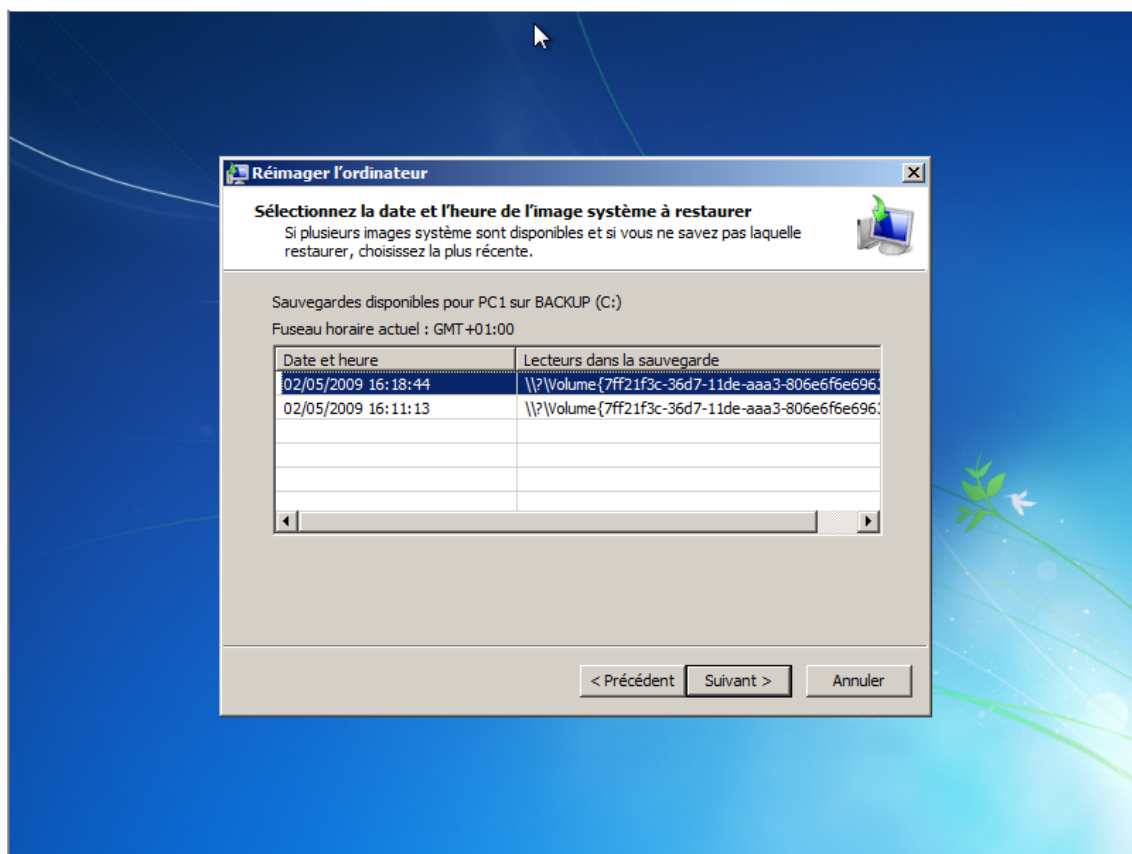 Réimager l'ordinateur
Sélectionnez la date et l'heure de l'image système à restaurer
Si plusieurs images système sont disponibles et si vous ne savez pas laquelle
restaurer, choisissez la plus récente.
Sauvegardes disponibles pour PC1 sur BACKUP (C:)
Fuseau horaire actuel : GMT+01:00
Date et heure Lecteurs dans la sauvegarde
02/05/2009 16:18:44 \\?\Volume{7ff21f3c-36d7-11de-aaa3-806e6f6e6963
02/05/2009 16:11:13 \\?\Volume{7ff21f3c-36d7-11de-aaa3-806e6f6e6963
< Précédent Suivant > Annuler